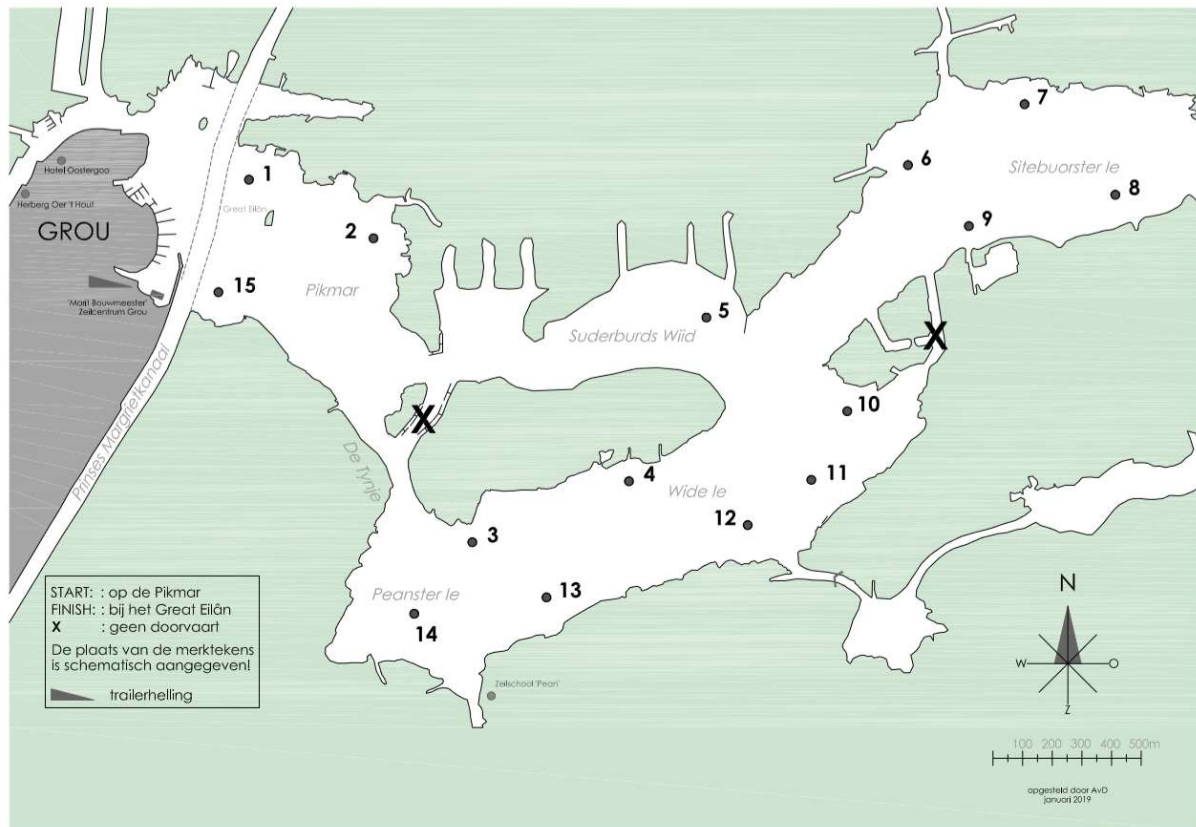 7
6
Sitebuorster Ie
8
9
Hotel Oostergoo
1
Herberg Oer 't Hout
Great Eilân
GROU
2
15
Pikmar
'Marit Bouwmeester'
Zeilcentrum Grou
5
Suderburds Wiid
X
Prinses Margrietkanaal
X
10
De Tynje
4
11
Wide Ie
12
3
13
Peanster Ie
14
START: : op de Pikmar
FINISH: : bij het Great Eilân
X : geen doorvaart
De plaats van de merktekens
is schematisch aangegeven!
trailerhelling
Zeilschool 'Pean'
N
W
O
Z
100 200 300 400 500m
opgesteld door AvD
januari 2019